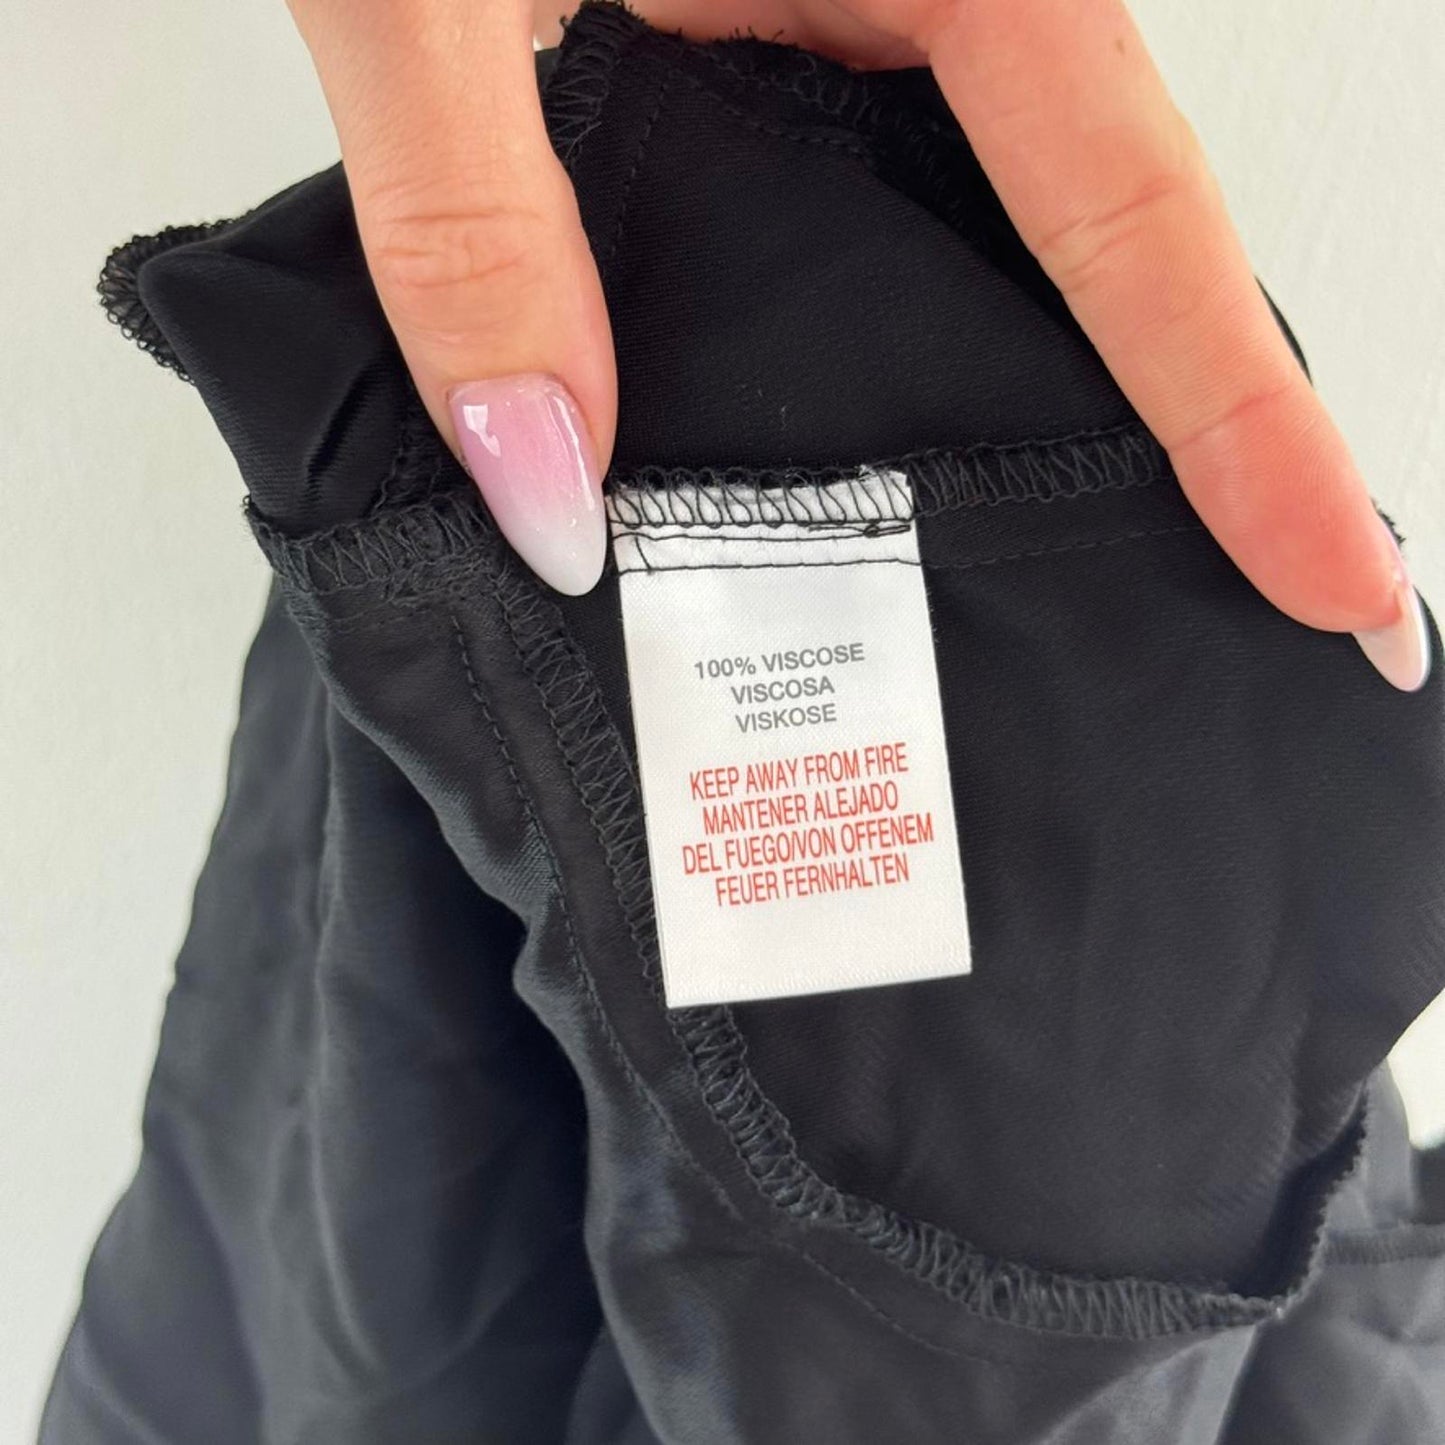 100% VISCOSE
VISCOSA
VISKOSE
KEEP AWAY FROM FIRE
MANTENER ALEJADO
DEL FUEGO/VON OFFENEM
FEUER FERNHALTEN